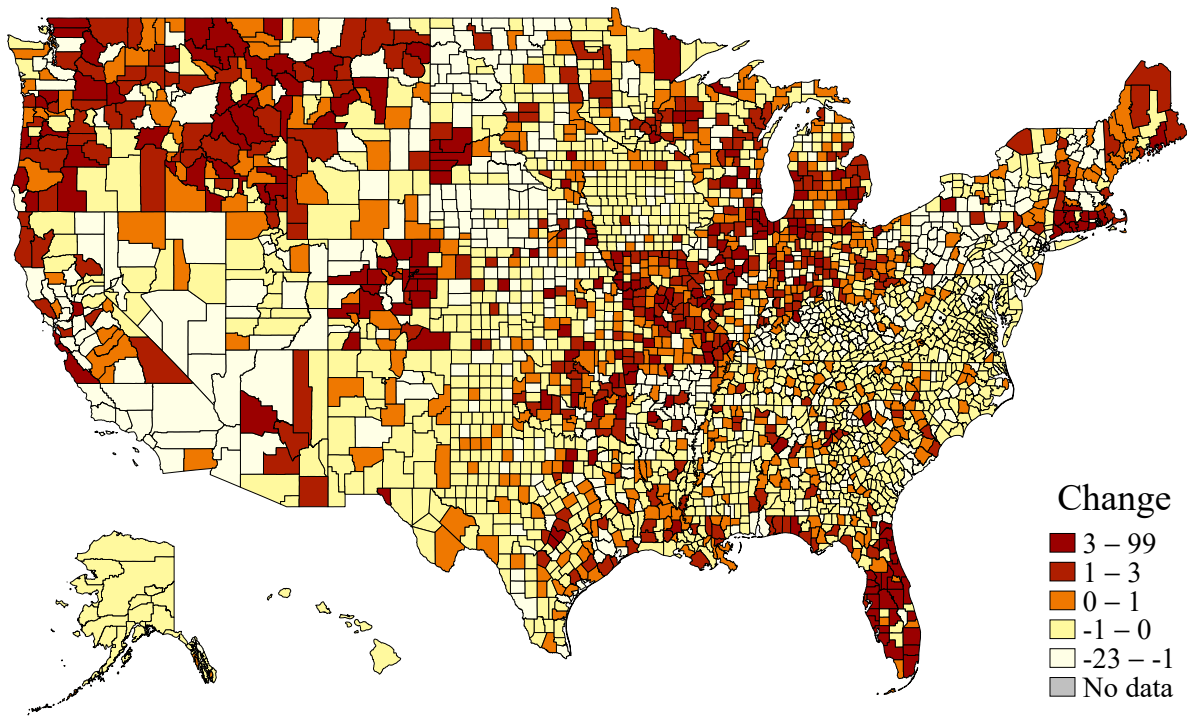 Change
3 – 99
1 – 3
0 – 1
-1 – 0
-23 – -1
No data